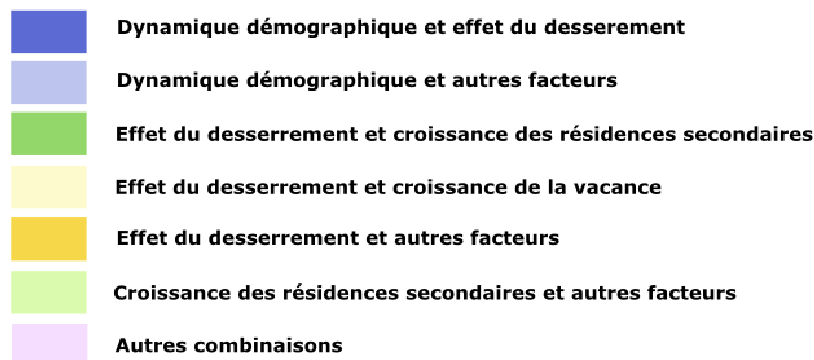 Dynamique démographique et effet du desserement
Dynamique démographique et autres facteurs
Effet du desserrement et croissance des résidences secondaires
Effet du desserrement et croissance de la vacance
Effet du desserrement et autres facteurs
Croissance des résidences secondaires et autres facteurs
Autres combinaisons